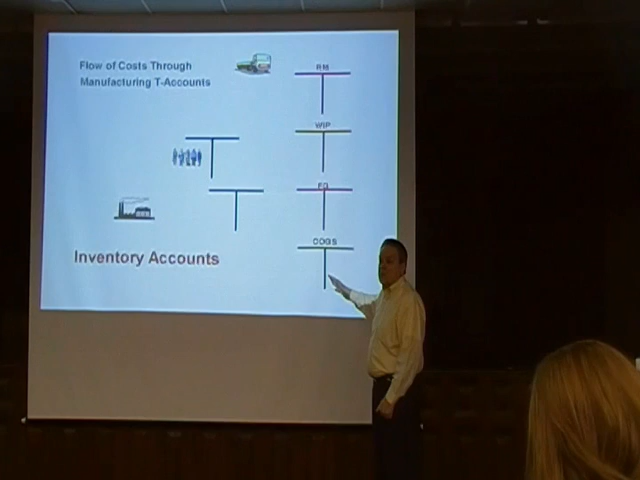 Flow of Costs Through
Manufacturing T-Accounts
RM
WIP
FG
COGS
Inventory Accounts